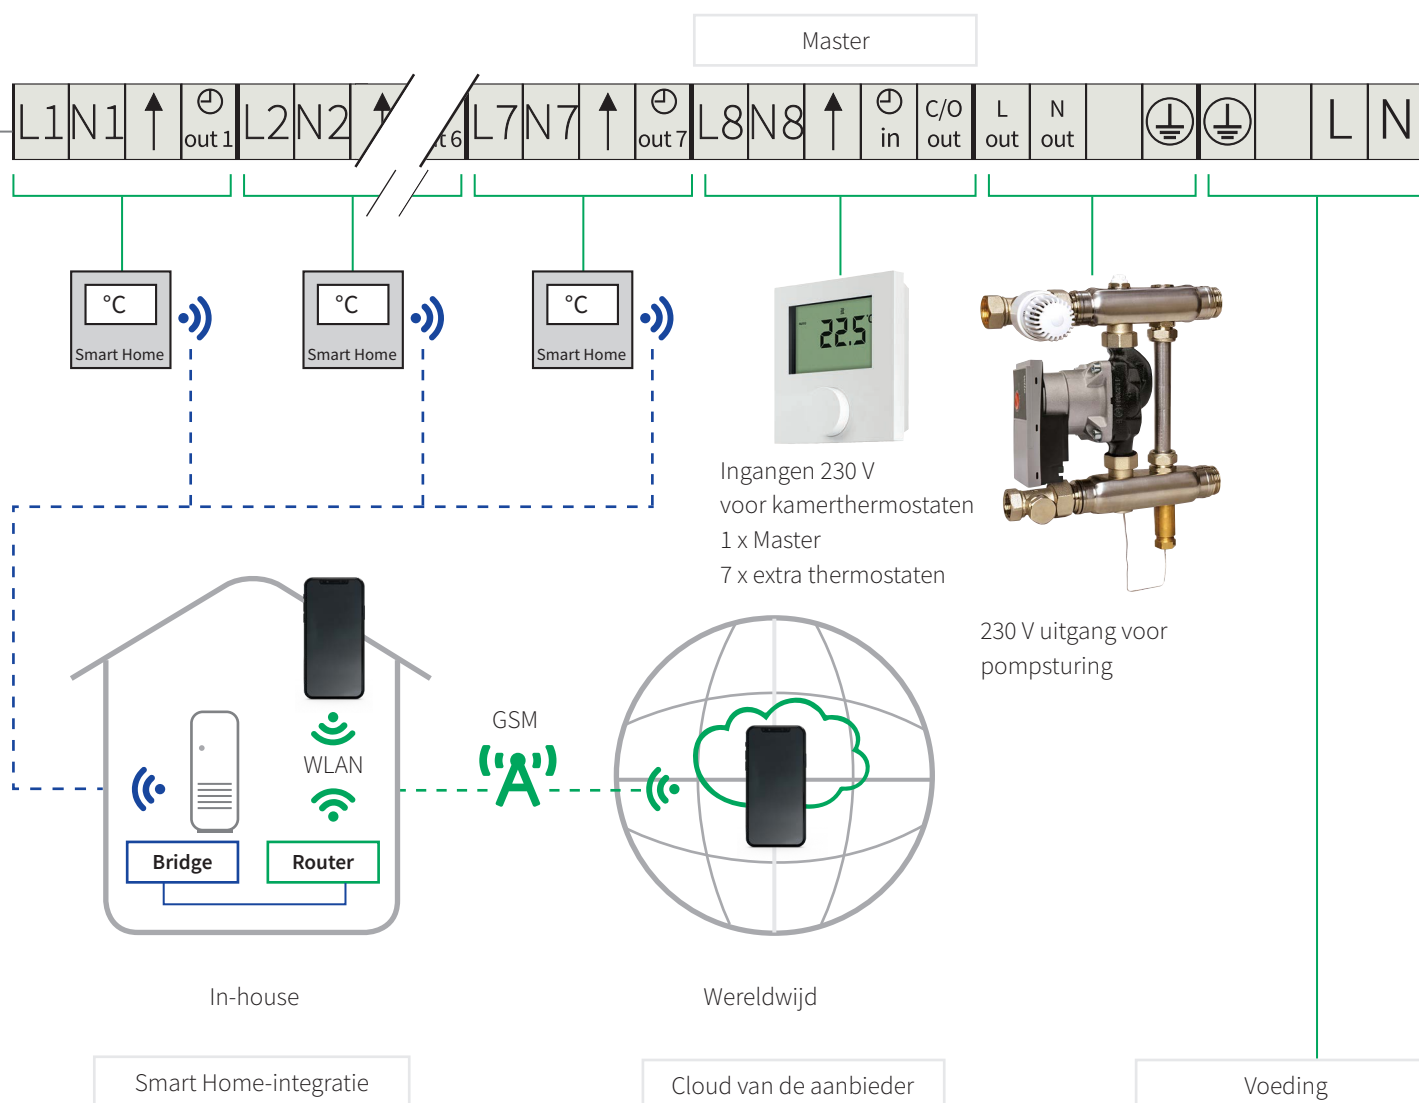 Master
L1 N1 out 1 L2 N2 t 6 L7 N7 out 7 L8 N8 in C/O out L out N out L N
°C
Smart Home
°C
Smart Home
°C
Smart Home
22.5°C
Ingangen 230 V
voor kamerthermostaten
1 x Master
7 x extra thermostaten
230 V uitgang voor
pompsturing
GSM
WLAN
Bridge
Router
In-house
Wereldwijd
Smart Home-integratie
Cloud van de aanbieder
Voeding